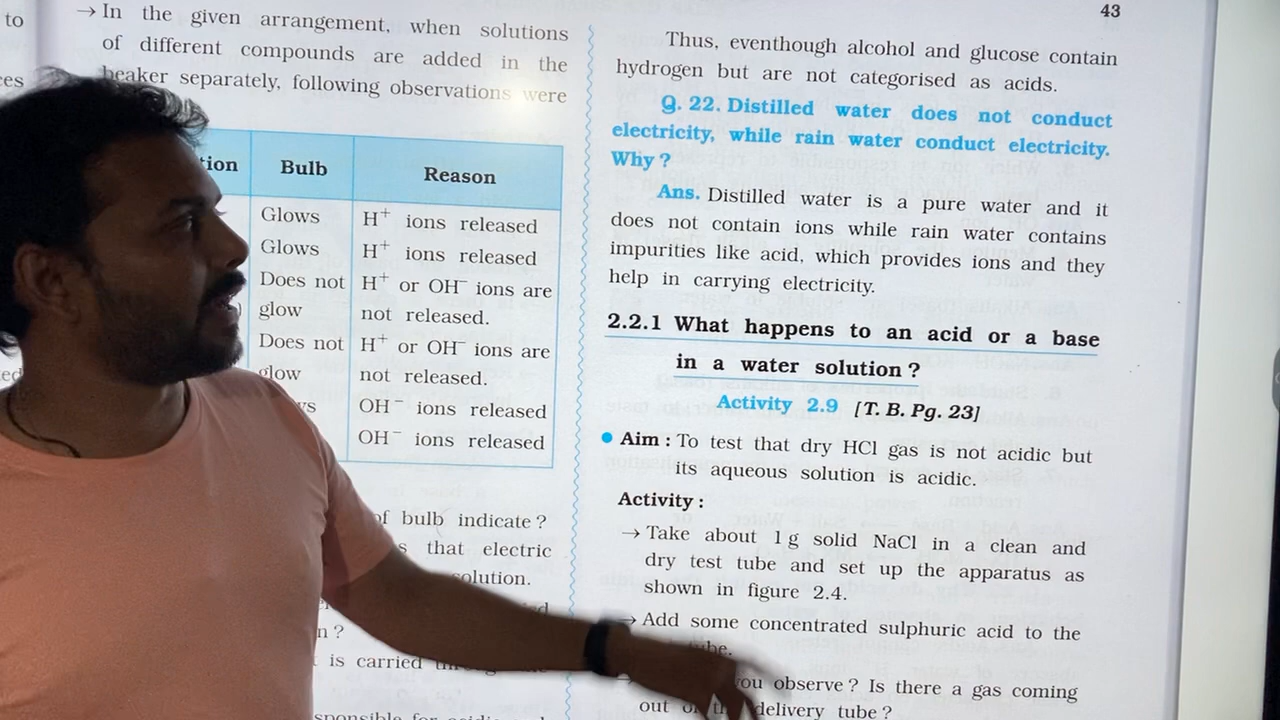 to
ces
→ In the given arrangement, when solutions
of different compounds are added in the
beaker separately, following observations were
tion Bulb Reason
Glows H⁺ ions released
Glows H⁺ ions released
Does not glow H⁺ or OH⁻ ions are
not released.
Does not glow H⁺ or OH⁻ ions are
not released.
OH⁻ ions released
OH⁻ ions released
of bulb indicate ?
s that electric
solution.
n ?
is carried
43
Thus, eventhough alcohol and glucose contain
hydrogen but are not categorised as acids.
Q. 22. Distilled water does not conduct
electricity, while rain water conduct electricity.
Why ?
Ans. Distilled water is a pure water and it
does not contain ions while rain water contains
impurities like acid, which provides ions and they
help in carrying electricity.
2.2.1 What happens to an acid or a base
in a water solution ?
Activity 2.9 [T. B. Pg. 23]
• Aim : To test that dry HCl gas is not acidic but
its aqueous solution is acidic.
Activity :
→ Take about 1 g solid NaCl in a clean and
dry test tube and set up the apparatus as
shown in figure 2.4.
→ Add some concentrated sulphuric acid to the
tube.
you observe ? Is there a gas coming
out of the delivery tube ?